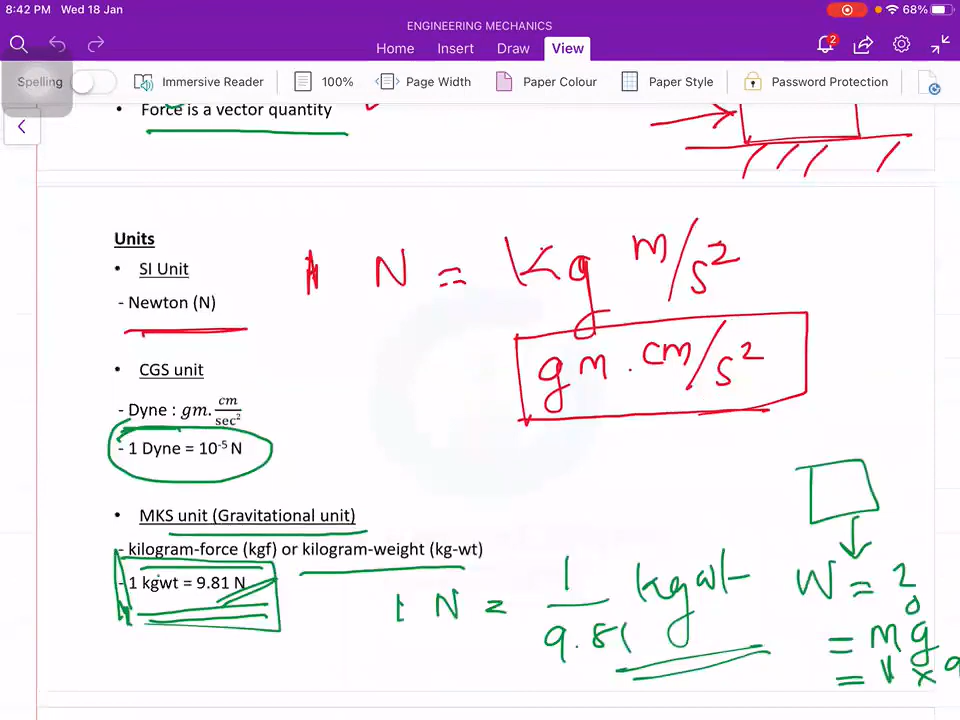 8:42 PM Wed 18 Jan
68%
ENGINEERING MECHANICS
Home Insert Draw View
2
Spelling Immersive Reader 100% Page Width Paper Colour Paper Style Password Protection
• Force is a vector quantity
Units
• SI Unit
- Newton (N)
1 N = Kg m/s²
gm . cm/s²
• CGS unit
- Dyne : gm. cm/sec²
- 1 Dyne = 10⁻⁵ N
• MKS unit (Gravitational unit)
- kilogram-force (kgf) or kilogram-weight (kg-wt)
- 1 kgwt = 9.81 N
1 N = 1/9.81 kgwt
W = ?
= mg
= 1 × 9